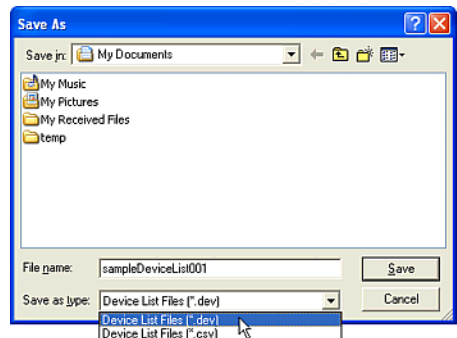 Save As
Save in: My Documents
My Music
My Pictures
My Received Files
temp
File name: sampleDeviceList001 Save
Save as type: Device List Files (*.dev) Cancel
Device List Files (*.dev)
Device List Files (*.csv)